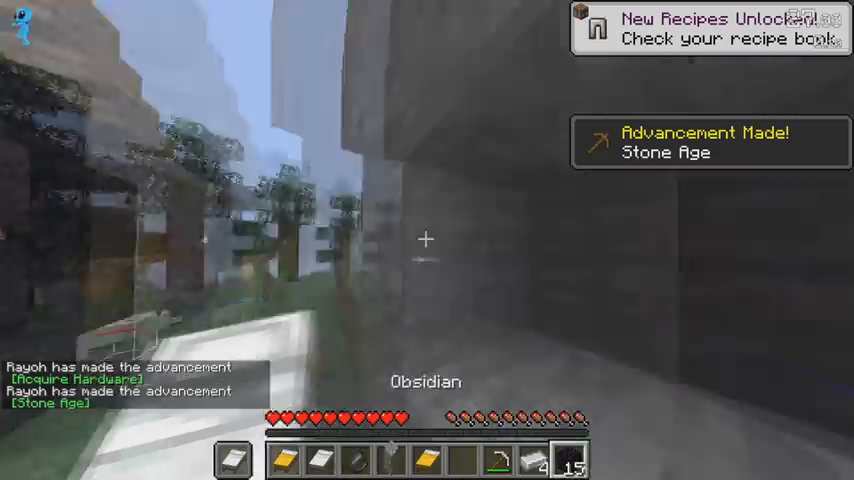 New Recipes Unlocked!
Check your recipe book
Advancement Made!
Stone Age
Rayoh has made the advancement
[Acquire Hardware]
Rayoh has made the advancement
[Stone Age]
Obsidian
4
15